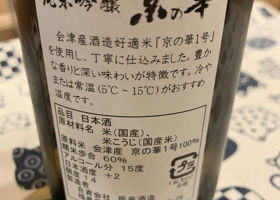 純米吟醸 京の華
会津産酒造好適米「京の華1号」
を使用し、丁寧に仕込みました。豊か
な香りと深い味わいが特徴です。冷や
または常温(5℃~15℃)がおすすめ
温度です。
品目 日本酒
原材料名 米(国産)、
米こうじ(国産米)
原料米 会津産 京の華1号100%
精米歩合 60%
アルコール分 15度
日本酒度 +2